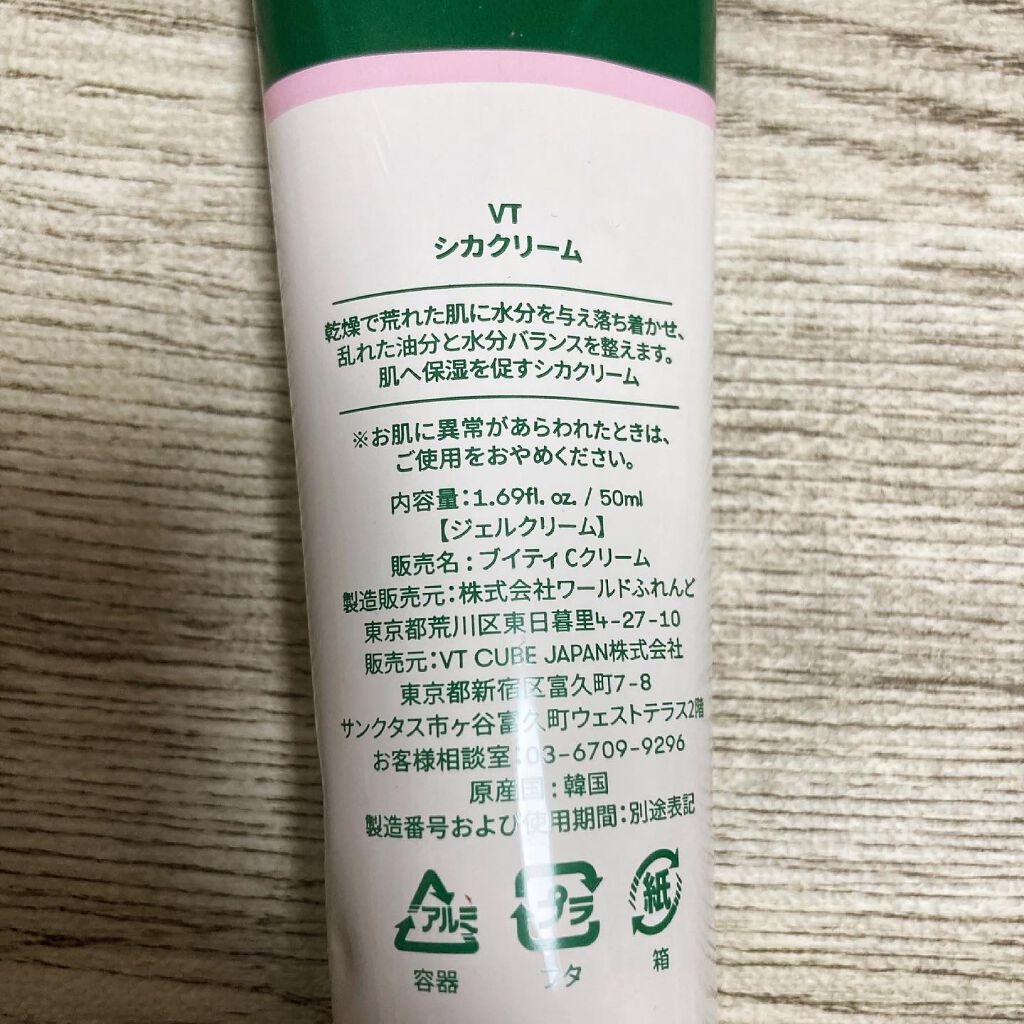 VT
シカクリーム
乾燥で荒れた肌に水分を与え落ち着かせ、
乱れた油分と水分バランスを整えます。
肌へ保湿を促すシカクリーム
※お肌に異常があらわれたときは、
ご使用をおやめください。
内容量:1.69fl. oz. / 50ml
【ジェルクリーム】
販売名:ブイティCクリーム
製造販売元:株式会社ワールドふれんど
東京都荒川区東日暮里4-27-10
販売元:VT CUBE JAPAN株式会社
東京都新宿区富久町7-8
サンクタス市ヶ谷富久町ウェストテラス2階
お客様相談室:03-6709-9296
原産国:韓国
製造番号および使用期間:別途表記
アルミ プラ 紙
容器 フタ 箱